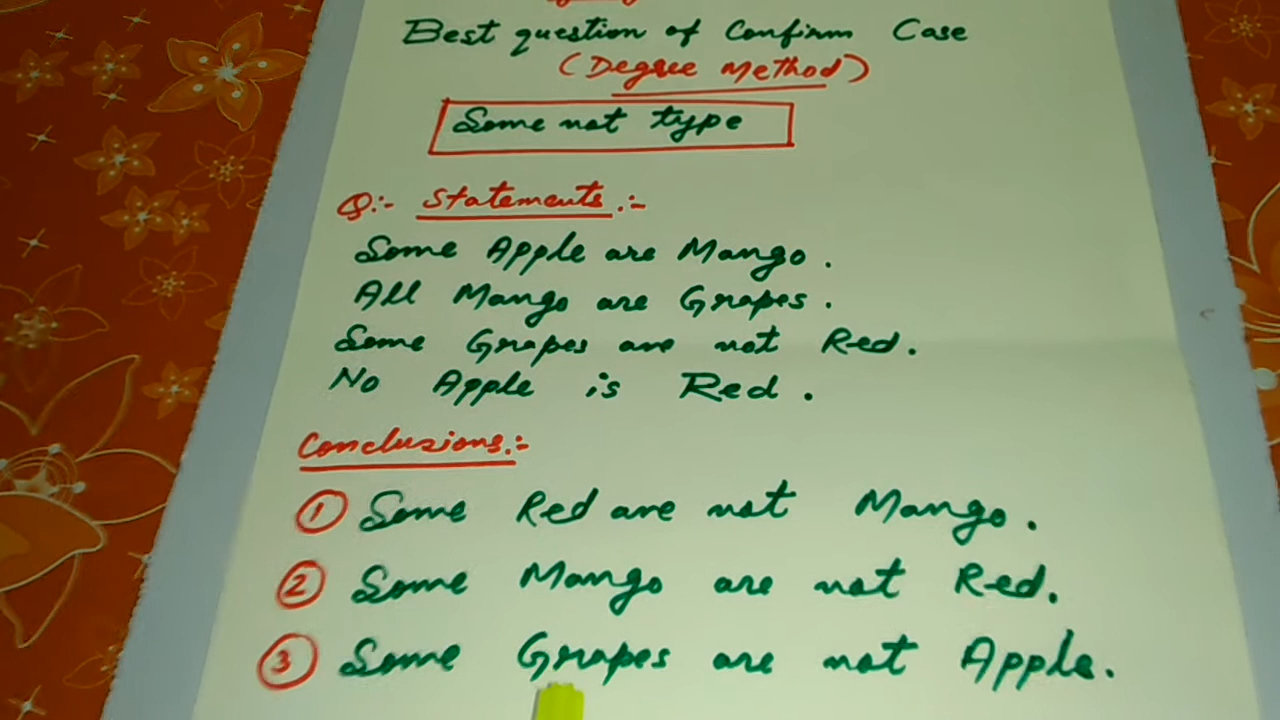 Best question of Confirm Case
(Degree Method)
Some not type
Q:- Statements:-
Some Apple are Mango.
All Mango are Grapes.
Some Grapes are not Red.
No Apple is Red.
Conclusions:-
① Some Red are not Mango.
② Some Mango are not Red.
③ Some Grapes are not Apple.